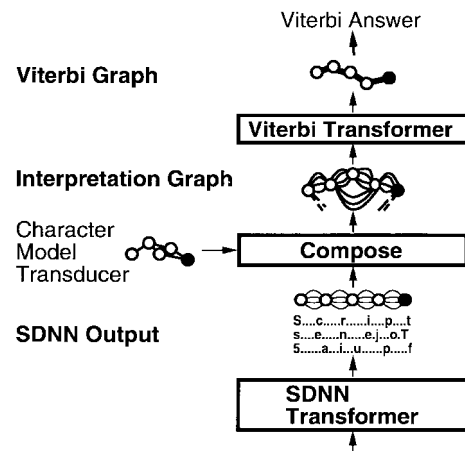 Viterbi Answer
Viterbi Graph
Viterbi Transformer
Interpretation Graph
Character
Model
Transducer
Compose
SDNN Output
S....c....r.....i....p....t
s....e.....n....e.j...o.T
5......a...i...u......p.....f
SDNN
Transformer